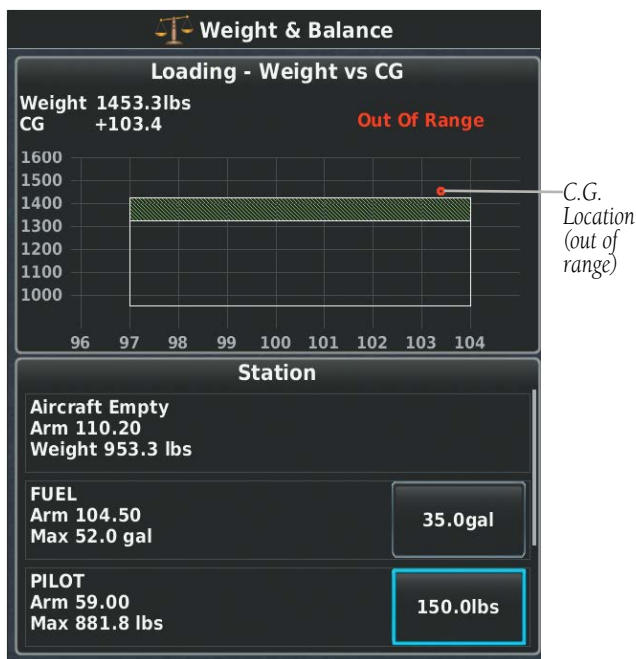 Weight & Balance
Loading - Weight vs CG
Weight 1453.3lbs
CG +103.4
Out Of Range
1600
1500
1400
1300
1200
1100
1000
96 97 98 99 100 101 102 103 104
C.G.
Location
(out of
range)
Station
Aircraft Empty
Arm 110.20
Weight 953.3 lbs
FUEL
Arm 104.50
Max 52.0 gal
35.0gal
PILOT
Arm 59.00
Max 881.8 lbs
150.0lbs